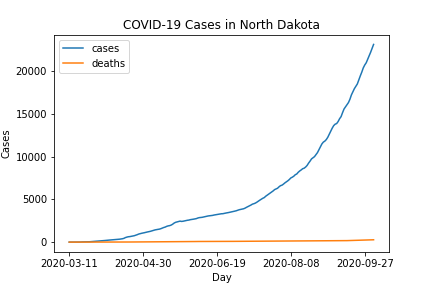 COVID-19 Cases in North Dakota
cases
deaths
20000
15000
10000
5000
0
Cases
2020-03-11 2020-04-30 2020-06-19 2020-08-08 2020-09-27
Day